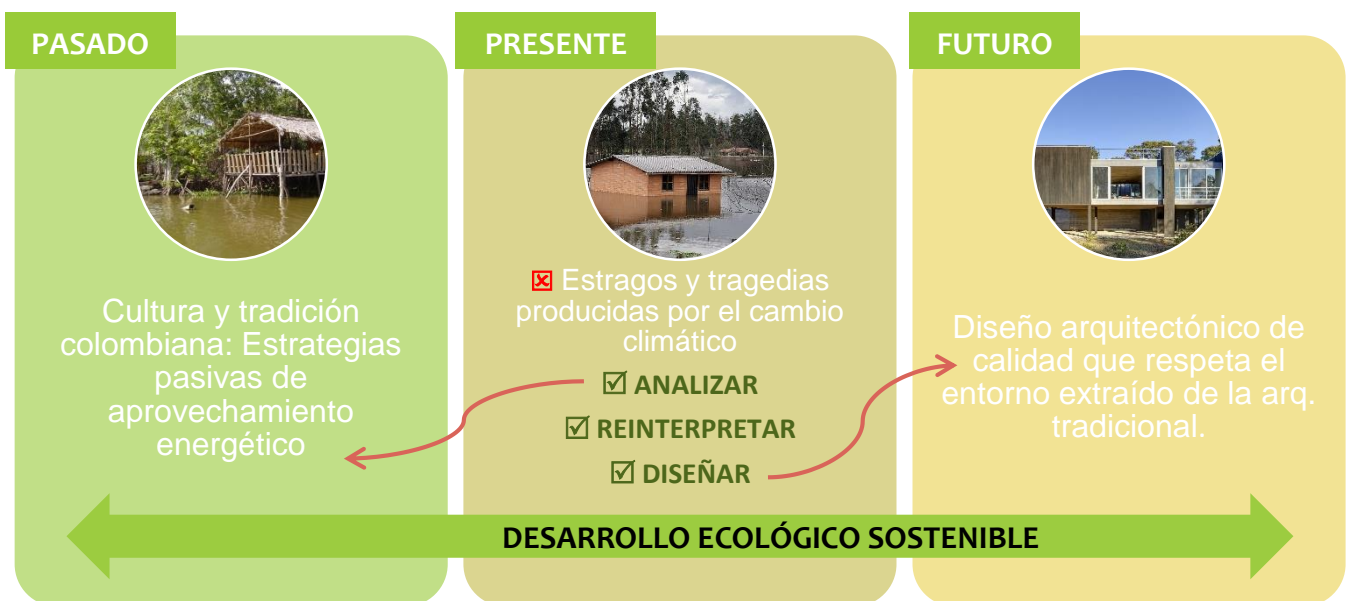 PASADO
Cultura y tradición
colombiana: Estrategias
pasivas de
aprovechamiento
energético
PRESENTE
☒ Estragos y tragedias
producidas por el cambio
climático
☑ ANALIZAR
☑ REINTERPRETAR
☑ DISEÑAR
FUTURO
Diseño arquitectónico de
calidad que respeta el
entorno extraído de la arq.
tradicional.
DESARROLLO ECOLÓGICO SOSTENIBLE